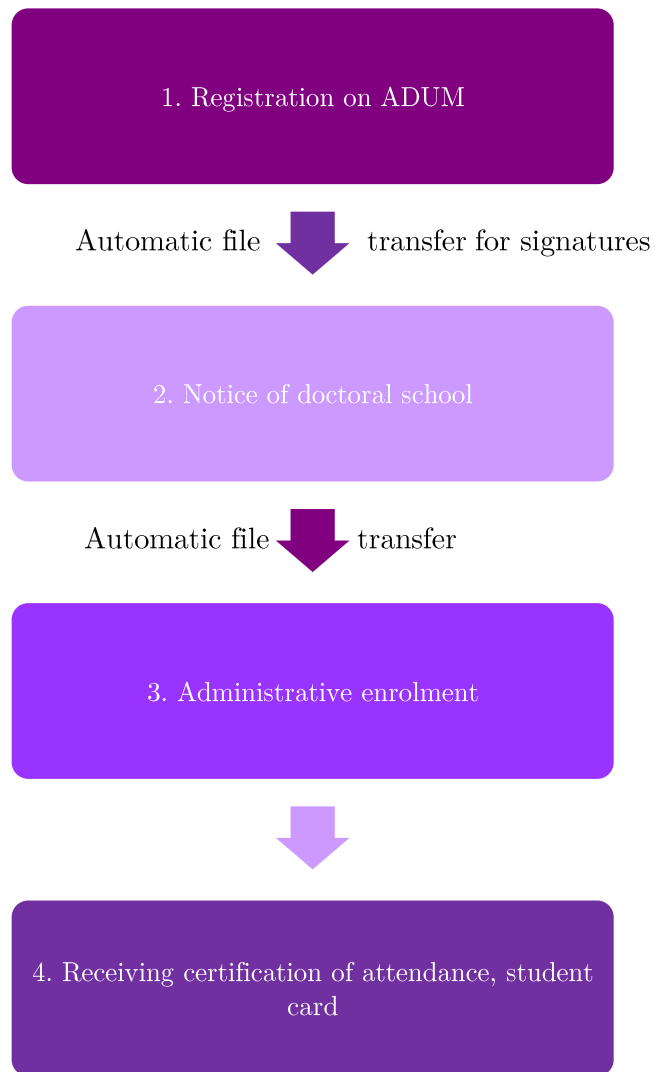 1. Registration on ADUM
Automatic file transfer for signatures
2. Notice of doctoral school
Automatic file transfer
3. Administrative enrolment
4. Receiving certification of attendance, student
card